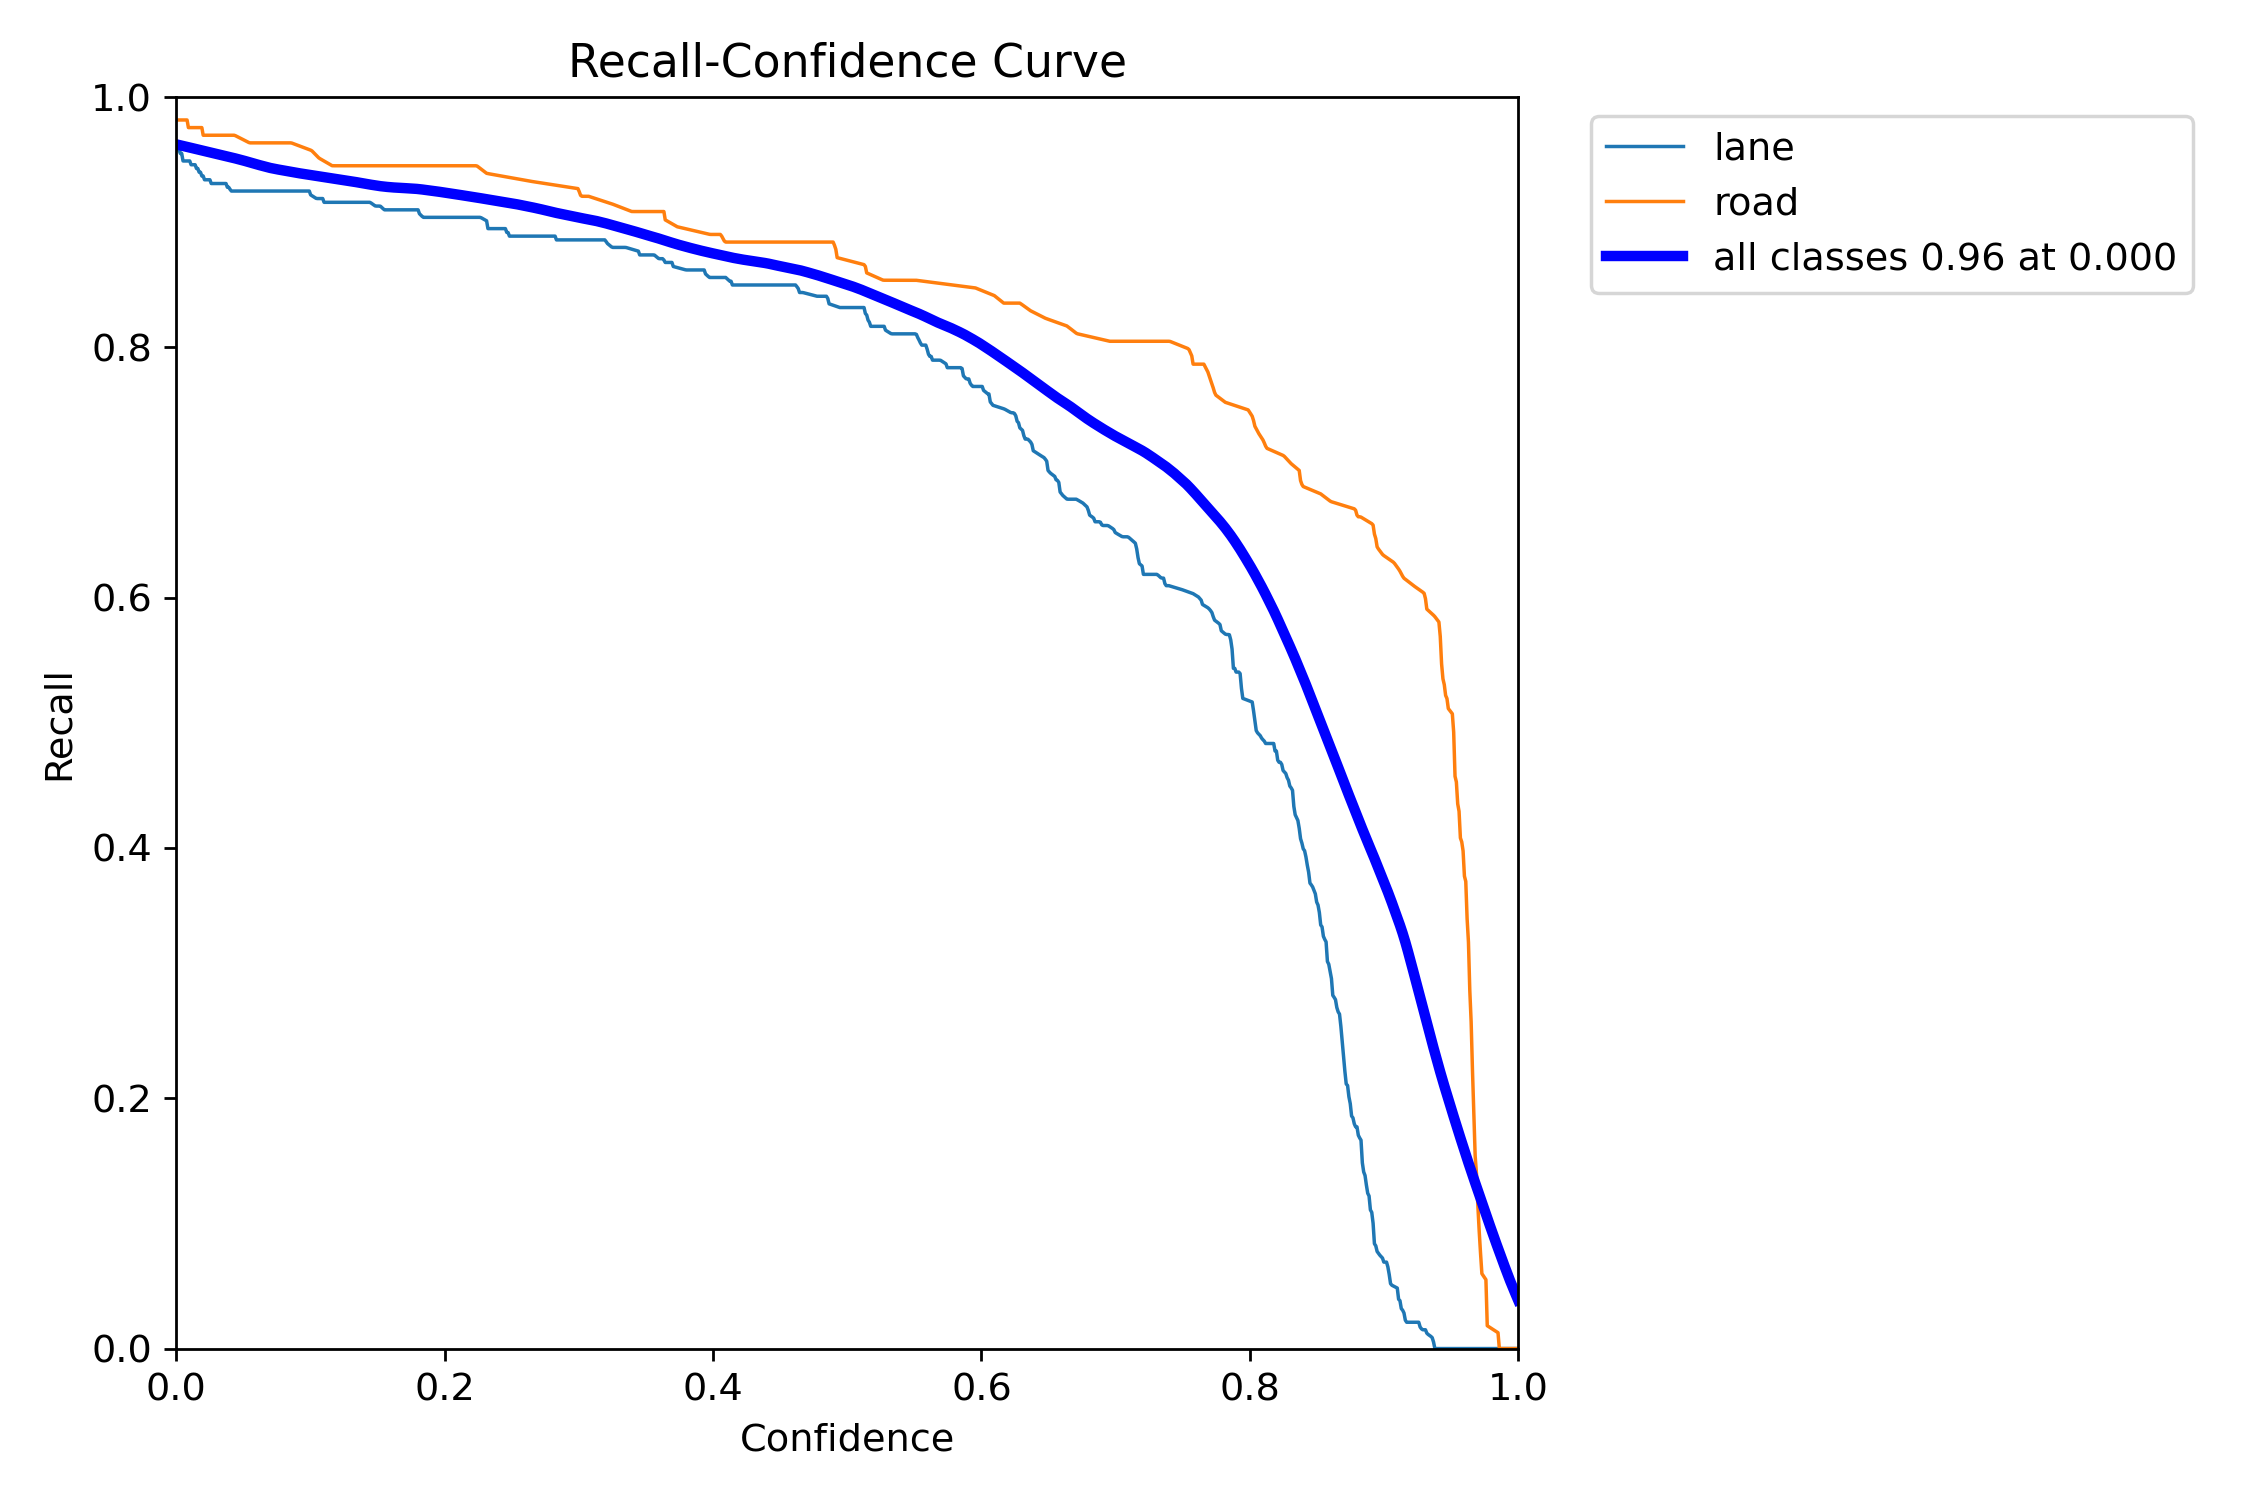 Recall-Confidence Curve
1.0
0.8
0.6
0.4
0.2
0.0
Recall
0.0 0.2 0.4 0.6 0.8 1.0
Confidence
lane
road
all classes 0.96 at 0.000